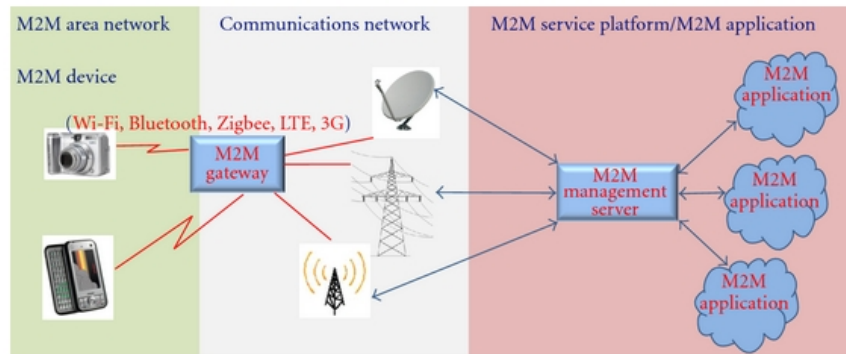 M2M area network
Communications network
M2M service platform/M2M application
M2M device
(Wi-Fi, Bluetooth, Zigbee, LTE, 3G)
M2M
gateway
M2M
management
server
M2M
application
M2M
application
M2M
application